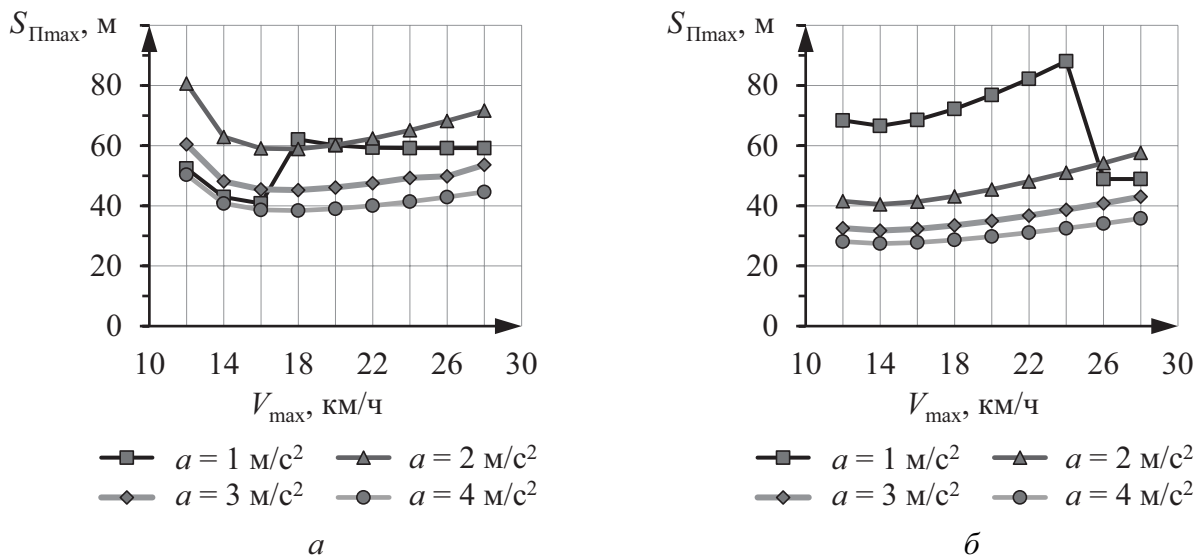 S_Пmax, м
80
60
40
20
0
10 14 18 22 26 30
V_max, км/ч
a = 1 м/с² a = 2 м/с²
a = 3 м/с² a = 4 м/с²
а
S_Пmax, м
80
60
40
20
0
10 14 18 22 26 30
V_max, км/ч
a = 1 м/с² a = 2 м/с²
a = 3 м/с² a = 4 м/с²
б